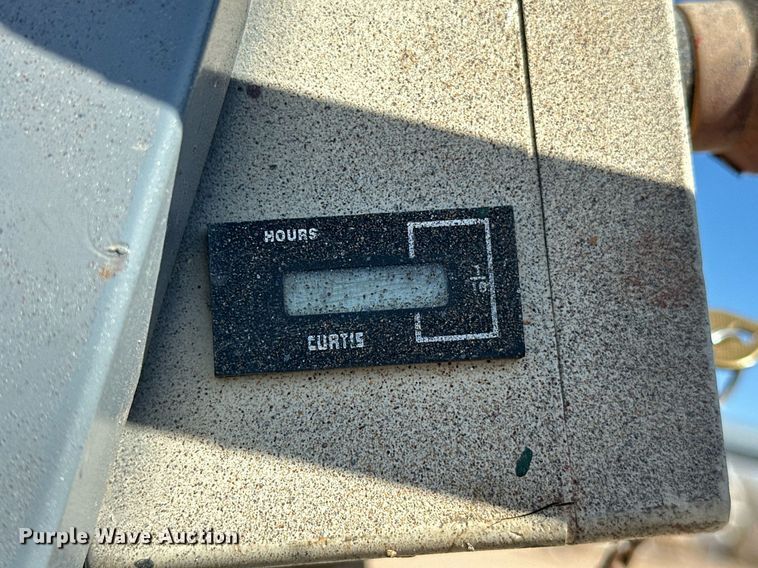 HOURS
1/10
CURTIS
Purple Wave Auction